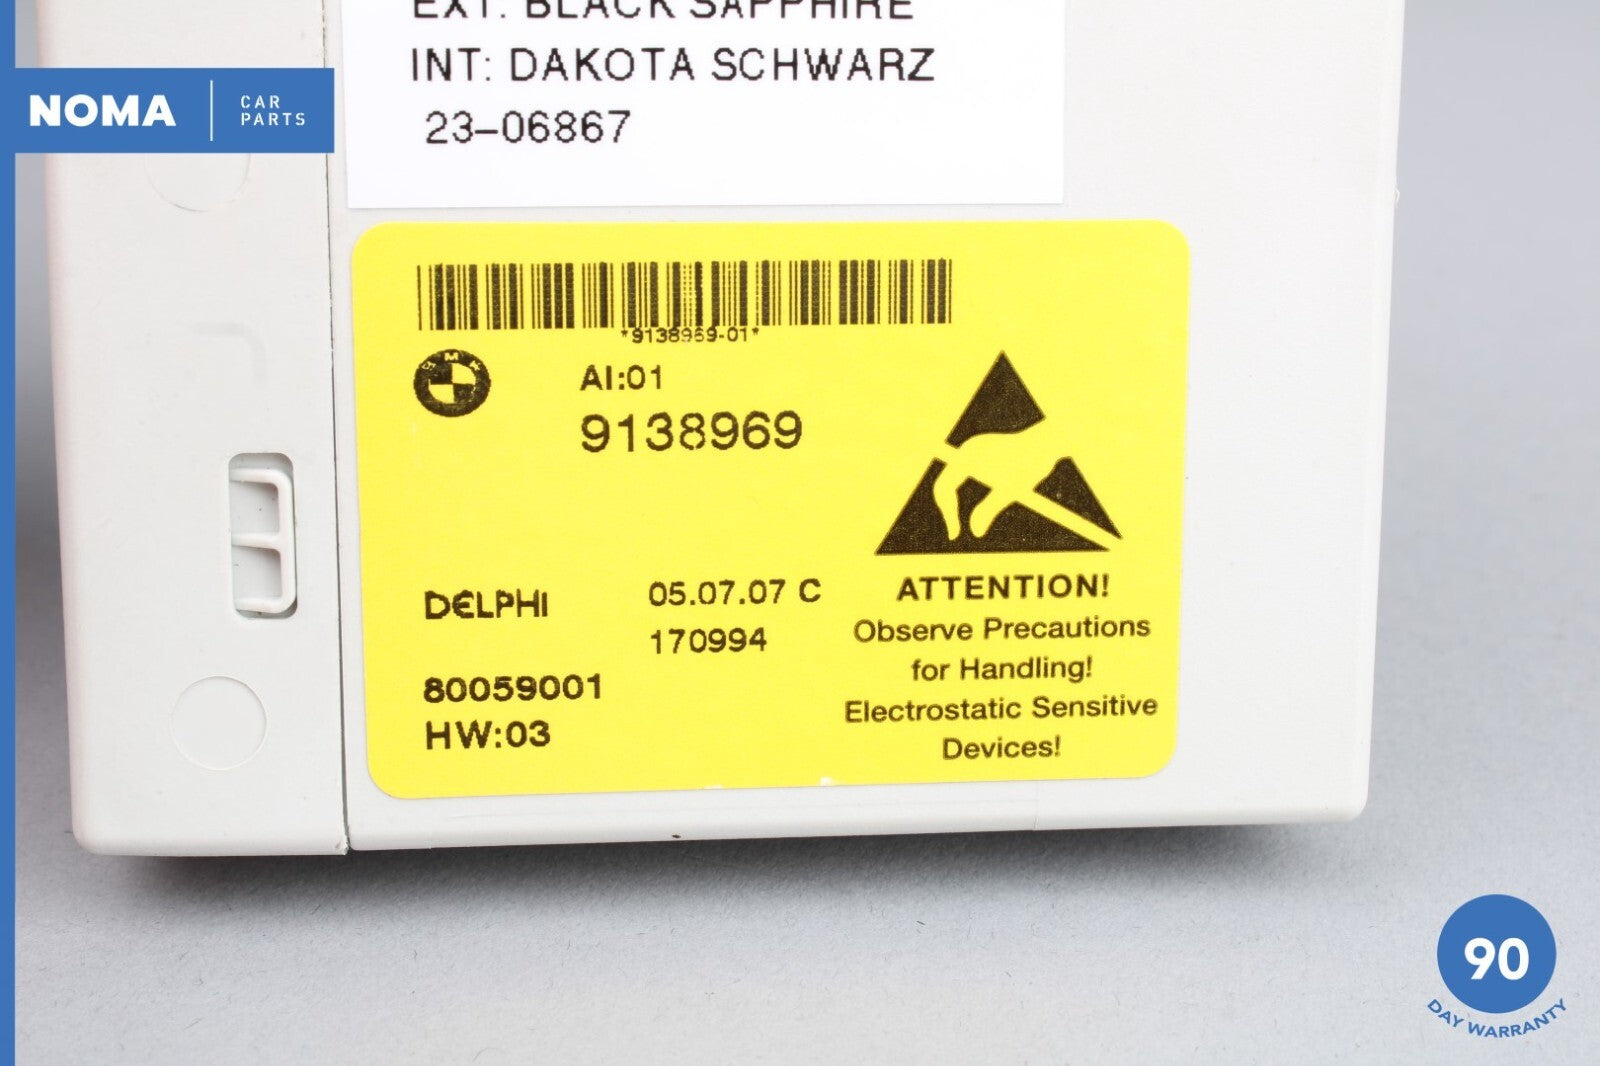 EXT: BLACK SAPPHIRE
INT: DAKOTA SCHWARZ
23-06867
NOMA
CAR
PARTS
*9138969-01*
BMW
AI:01
9138969
DELPHI
05.07.07 C
170994
80059001
HW:03
ATTENTION!
Observe Precautions
for Handling!
Electrostatic Sensitive
Devices!
90
DAY WARRANTY